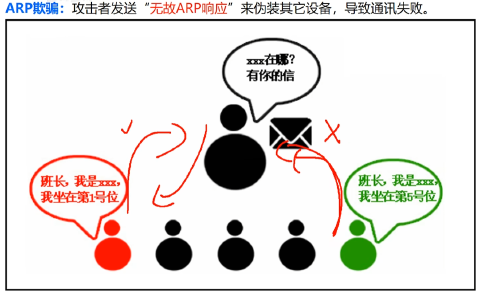 ARP欺骗：攻击者发送“无故ARP响应”来伪装其它设备，导致通讯失败。
xxx在哪？
有你的信
班长，我是xxx，
我坐在第1号位
班长，我是xxx，
我坐在第5号位